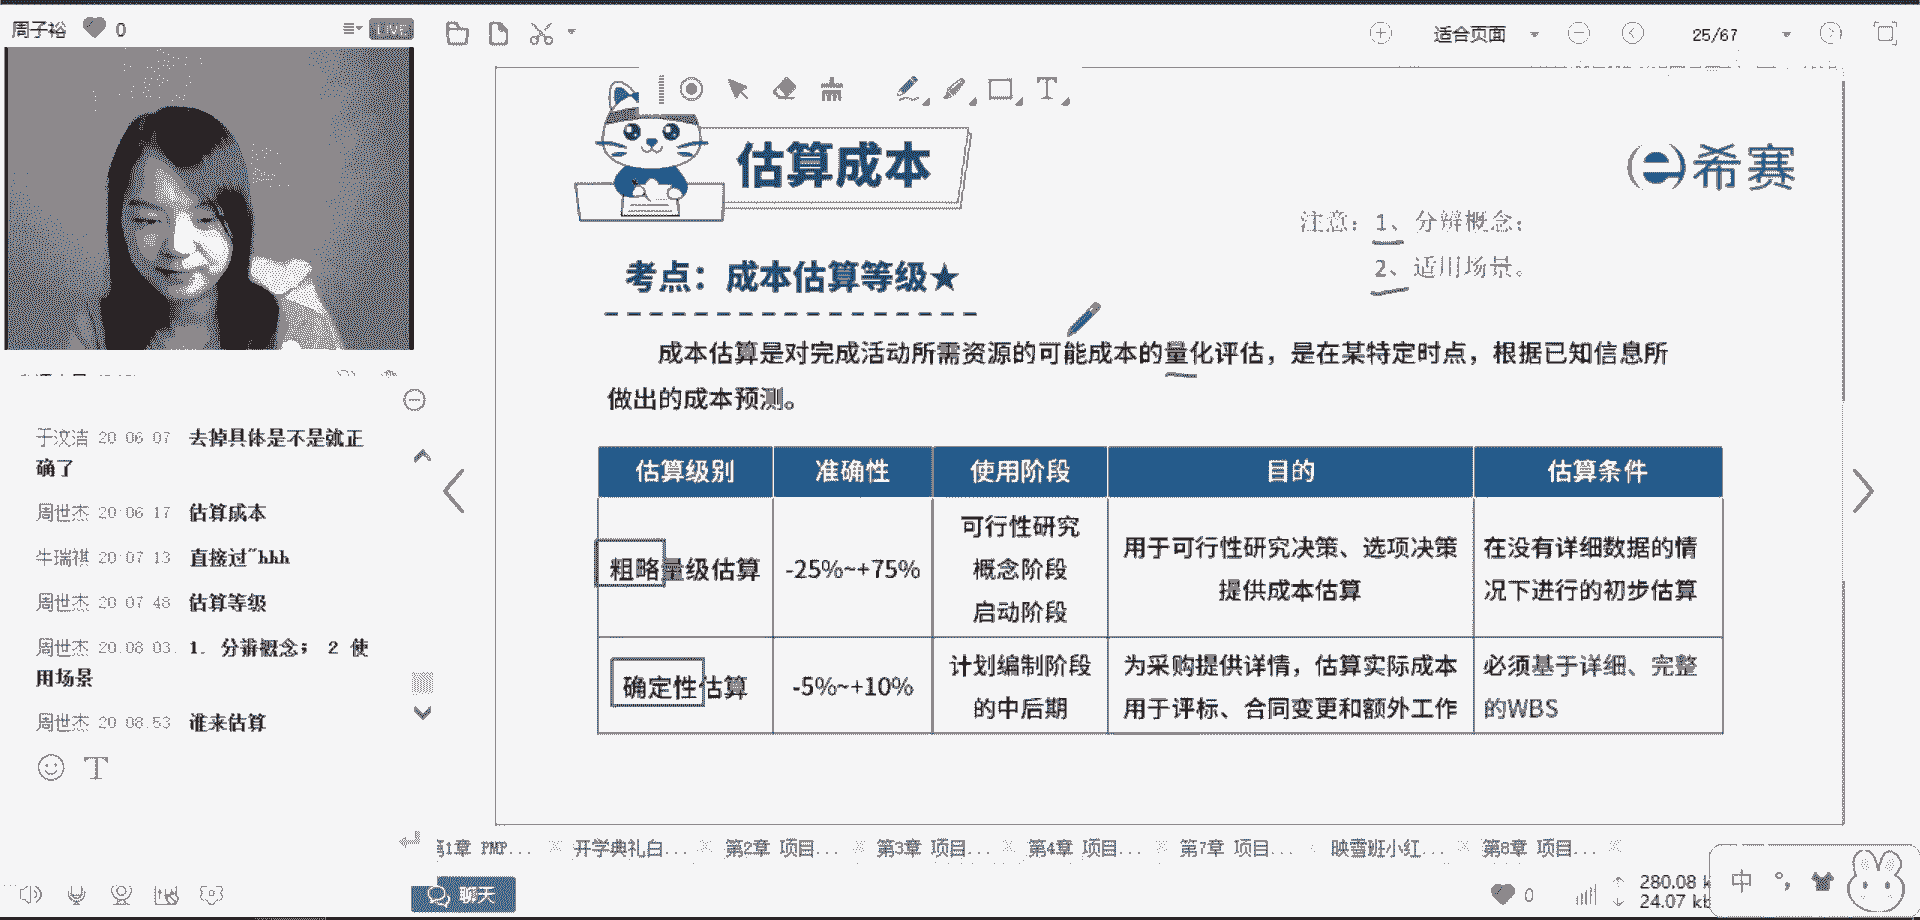 周子裕 0 LIVE
适合页面 25/67
估算成本
希赛
注意：1、分辨概念；
2、适用场景。
考点：成本估算等级★
成本估算是对完成活动所需资源的可能成本的量化评估，是在某特定时点，根据已知信息所
做出的成本预测。
估算级别 准确性 使用阶段 目的 估算条件
粗略量级估算 -25%~+75% 可行性研究
概念阶段
启动阶段 用于可行性研究决策、选项决策
提供成本估算 在没有详细数据的情
况下进行的初步估算
确定性估算 -5%~+10% 计划编制阶段
的中后期 为采购提供详情，估算实际成本
用于评标、合同变更和额外工作 必须基于详细、完整
的WBS
于汶洁 20:06:07 去掉具体是不是就正
确了
周世杰 20:06:17 估算成本
牛瑞祺 20:07:13 直接过~hhh
周世杰 20:07:48 估算等级
周世杰 20:08:03 1. 分辨概念； 2 使
用场景
周世杰 20:08:53 谁来估算
第1章 PMP... 开学典礼白... 第2章 项目... 第3章 项目... 第4章 项目... 第7章 项目... 映雪班小红... 第8章 项目...
聊天
0
280.08 k
24.07 kb
中